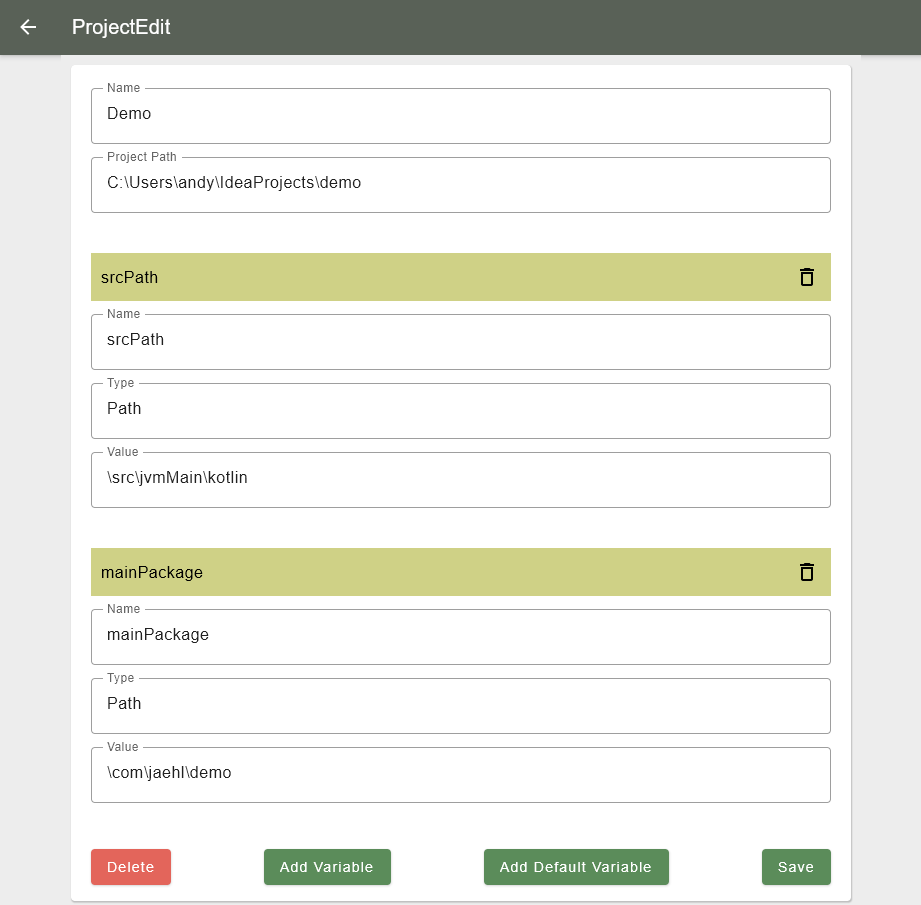 ProjectEdit
Name
Demo
Project Path
C:\Users\andy\IdeaProjects\demo
srcPath
Name
srcPath
Type
Path
Value
\src\jvmMain\kotlin
mainPackage
Name
mainPackage
Type
Path
Value
\com\jaehl\demo
Delete Add Variable Add Default Variable Save